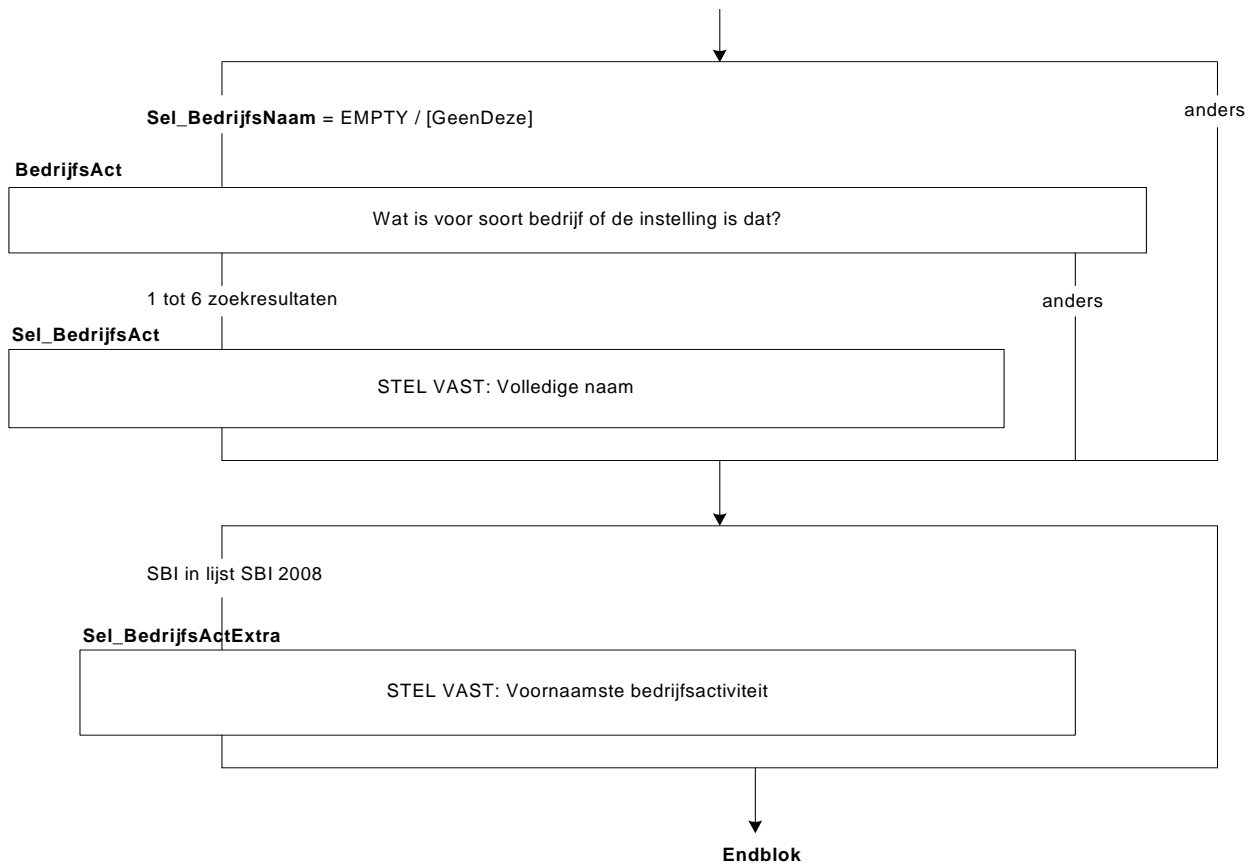 anders
Sel_BedrijfsNaam = EMPTY / [GeenDeze]
BedrijfsAct
Wat is voor soort bedrijf of de instelling is dat?
1 tot 6 zoekresultaten
anders
Sel_BedrijfsAct
STEL VAST: Volledige naam
SBI in lijst SBI 2008
Sel_BedrijfsActExtra
STEL VAST: Voornaamste bedrijfsactiviteit
Endblok